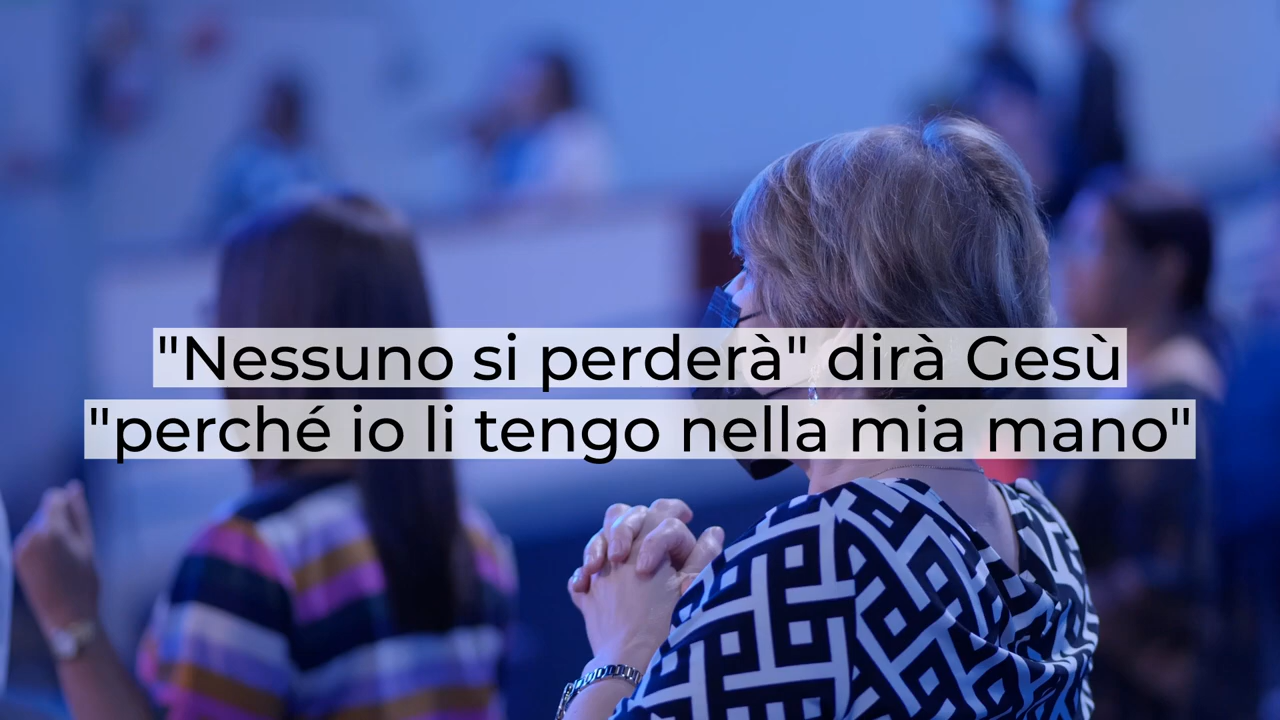 "Nessuno si perderà" dirà Gesù
"perché io li tengo nella mia mano"